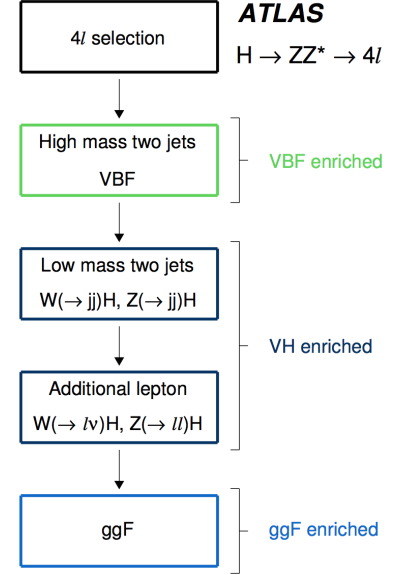 ATLAS
4l selection
H → ZZ* → 4l
High mass two jets
VBF
VBF enriched
Low mass two jets
W(→ jj)H, Z(→ jj)H
VH enriched
Additional lepton
W(→ lν)H, Z(→ ll)H
ggF
ggF enriched